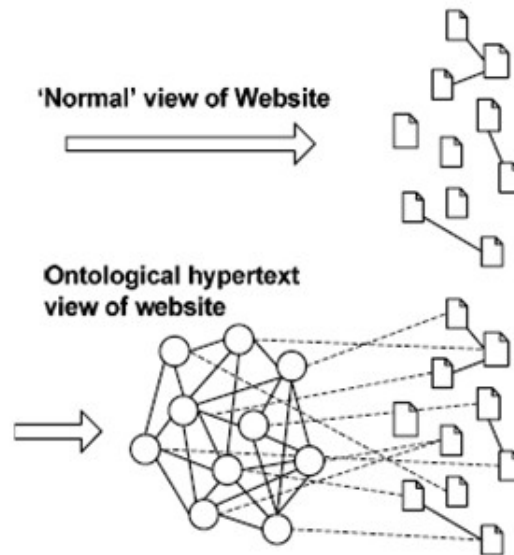 ‘Normal’ view of Website
Ontological hypertext
view of website